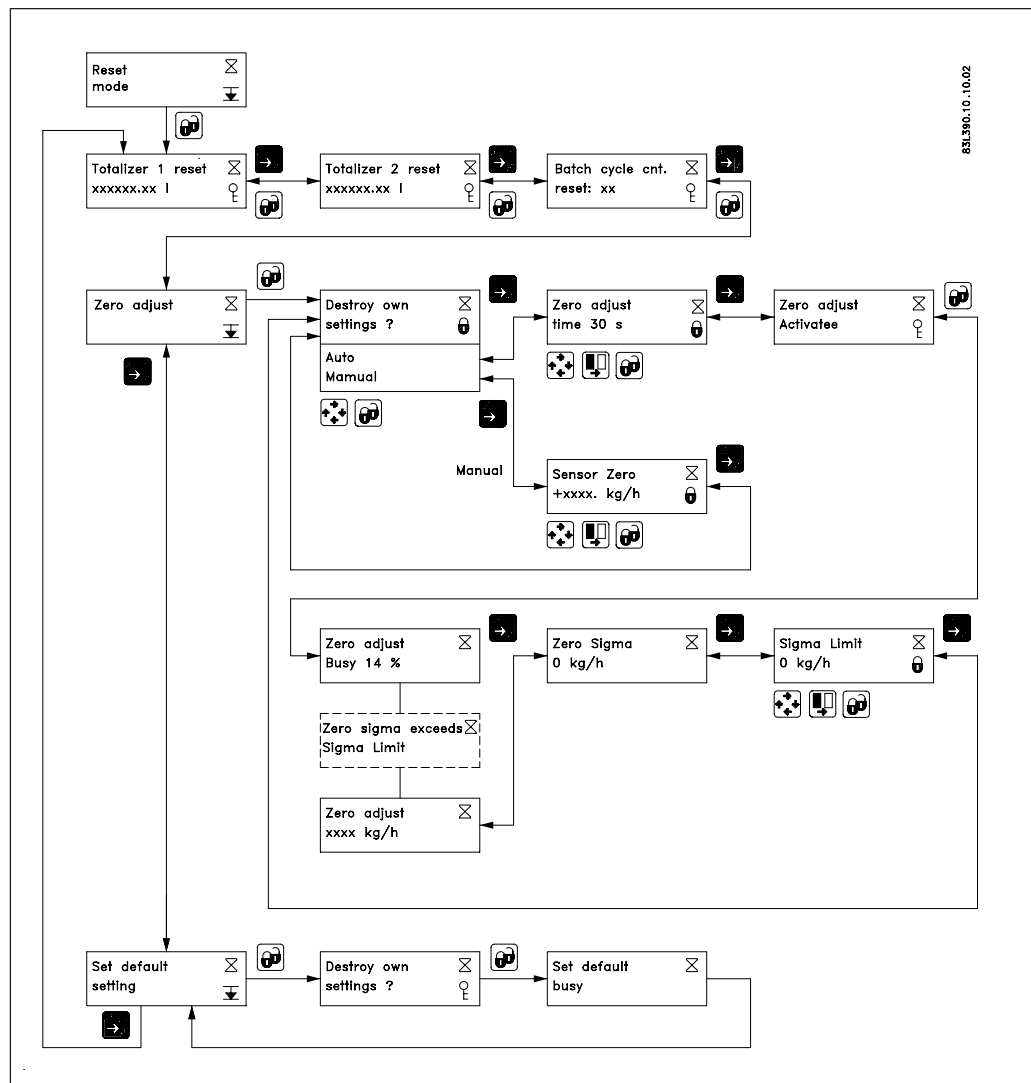 Reset
mode
83L390.10.10.02
Totalizer 1 reset
xxxxxx.xx l
Totalizer 2 reset
xxxxxx.xx l
Batch cycle cnt.
reset: xx
Zero adjust
Destroy own
settings ?
Auto
Mamual
Zero adjust
time 30 s
Zero adjust
Activatee
Manual
Sensor Zero
+xxxx. kg/h
Zero adjust
Busy 14 %
Zero Sigma
0 kg/h
Sigma Limit
0 kg/h
Zero sigma exceeds
Sigma Limit
Zero adjust
xxxx kg/h
Set default
setting
Destroy own
settings ?
Set default
busy